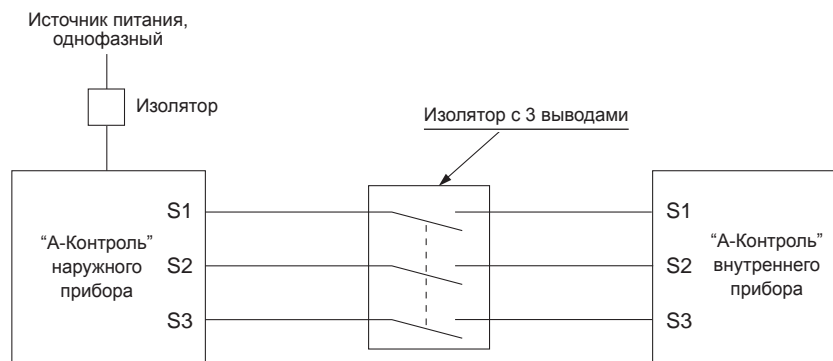 Источник питания,
однофазный
Изолятор
Изолятор с 3 выводами
S1
S1
"А-Контроль"
наружного
прибора
S2
S2
"А-Контроль"
внутреннего
прибора
S3
S3